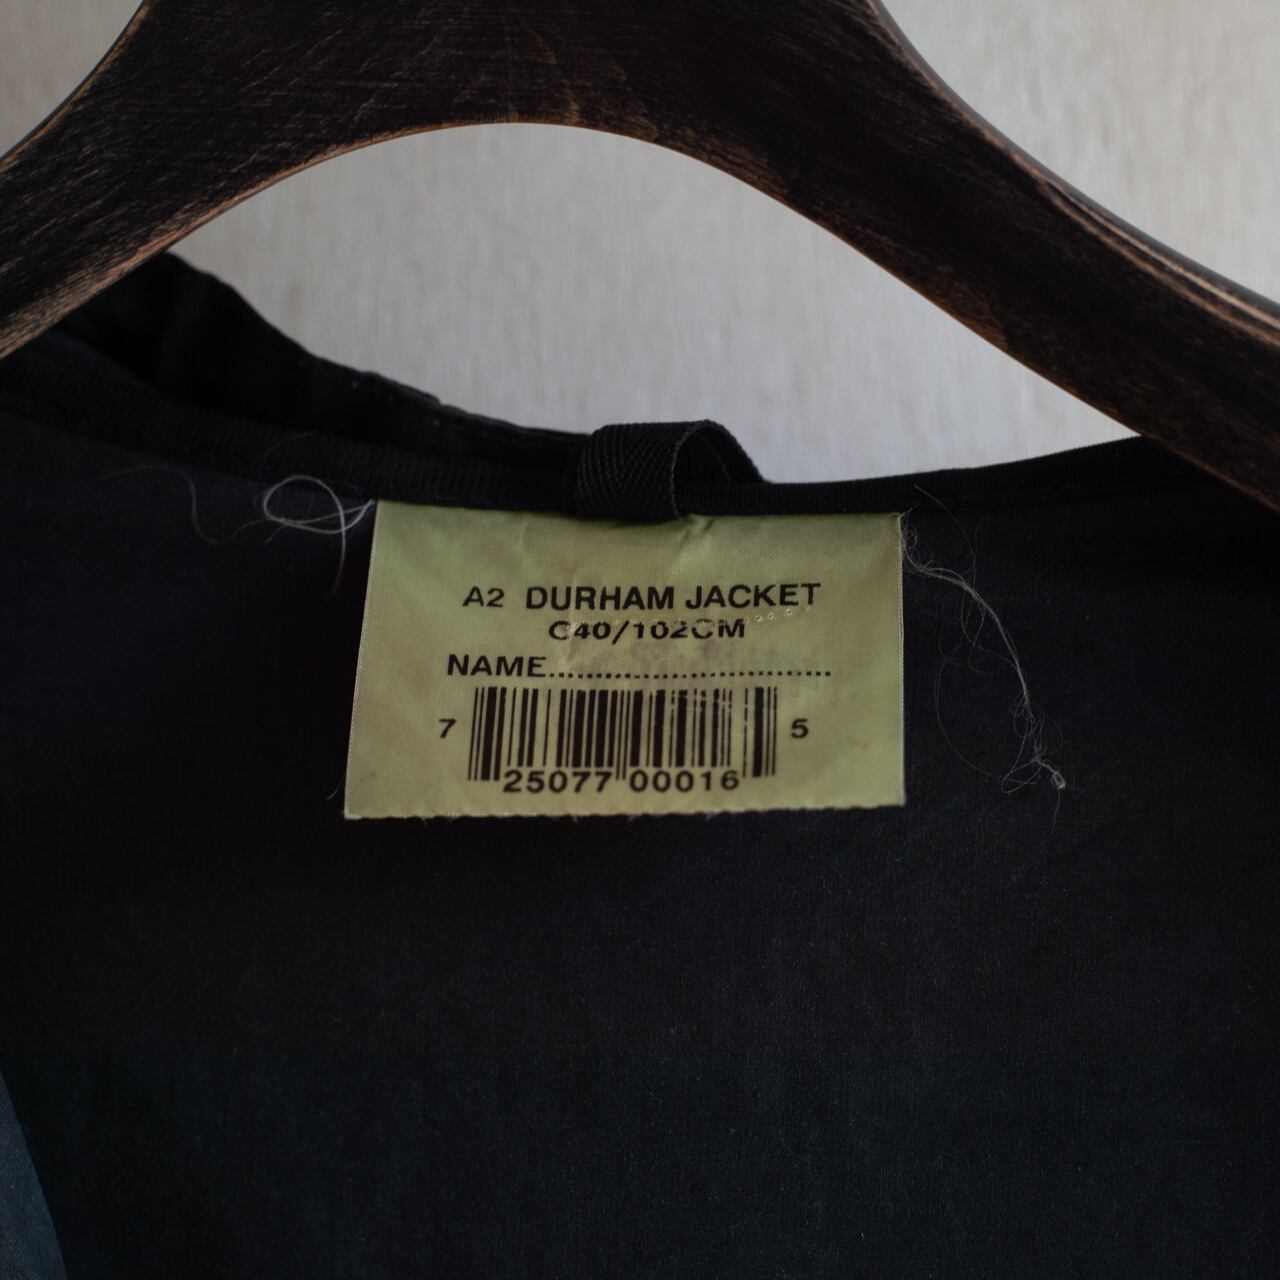 A2 DURHAM JACKET
C40/102CM
NAME..............................
7 25077 00016 5